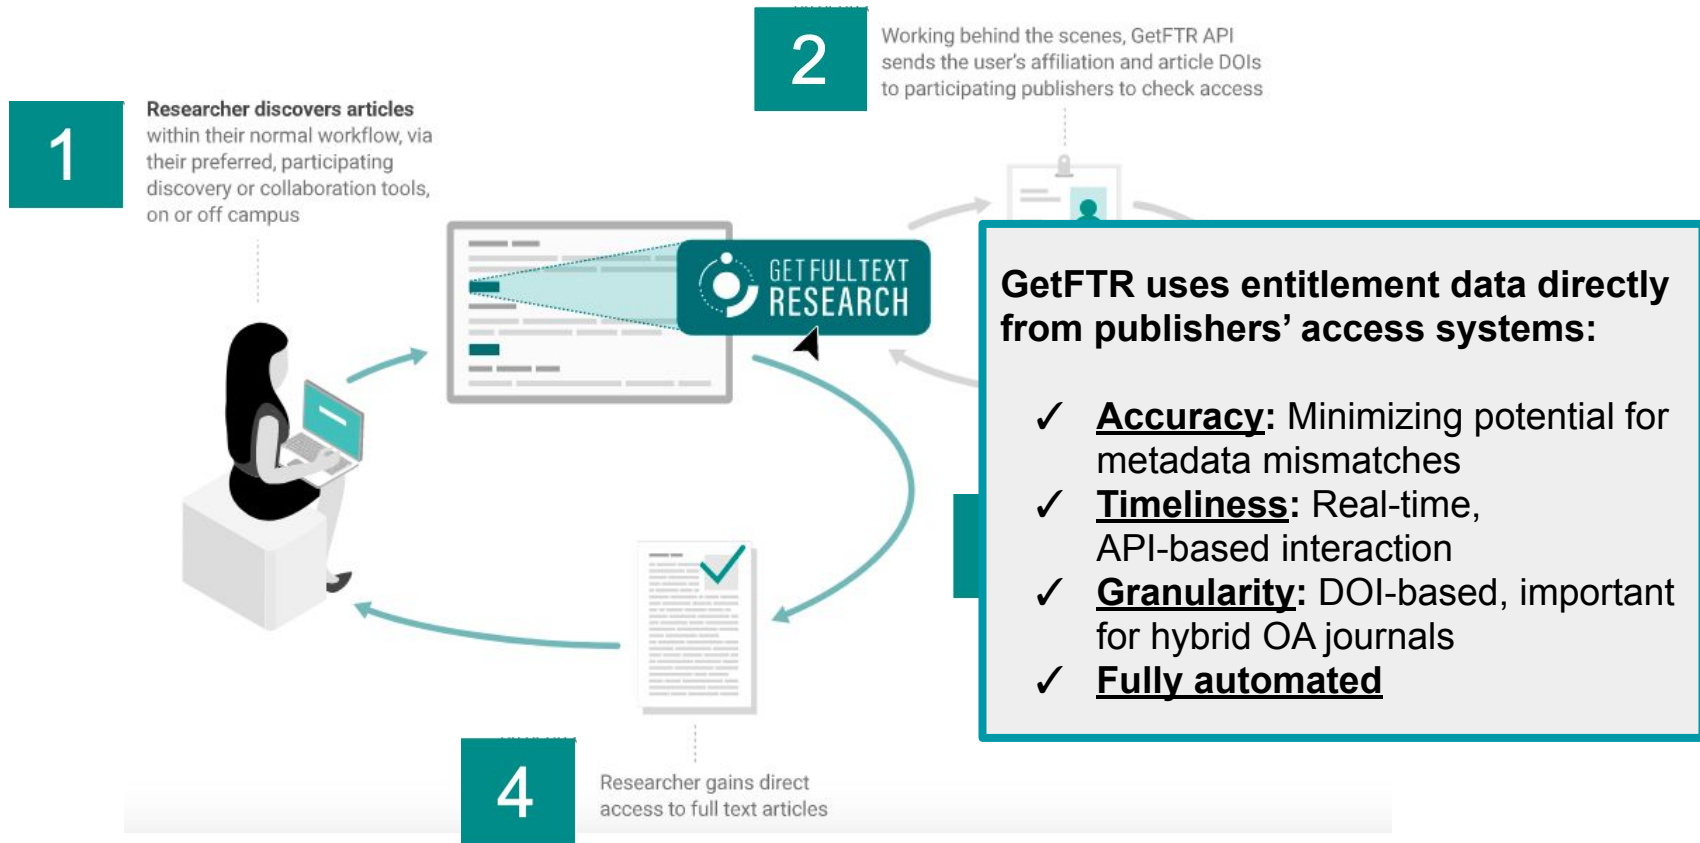 1
Researcher discovers articles
within their normal workflow, via
their preferred, participating
discovery or collaboration tools,
on or off campus
2
Working behind the scenes, GetFTR API
sends the user's affiliation and article DOIs
to participating publishers to check access
GET FULL TEXT
RESEARCH
GetFTR uses entitlement data directly
from publishers’ access systems:
✓ Accuracy: Minimizing potential for
metadata mismatches
✓ Timeliness: Real-time,
API-based interaction
✓ Granularity: DOI-based, important
for hybrid OA journals
✓ Fully automated
4
Researcher gains direct
access to full text articles